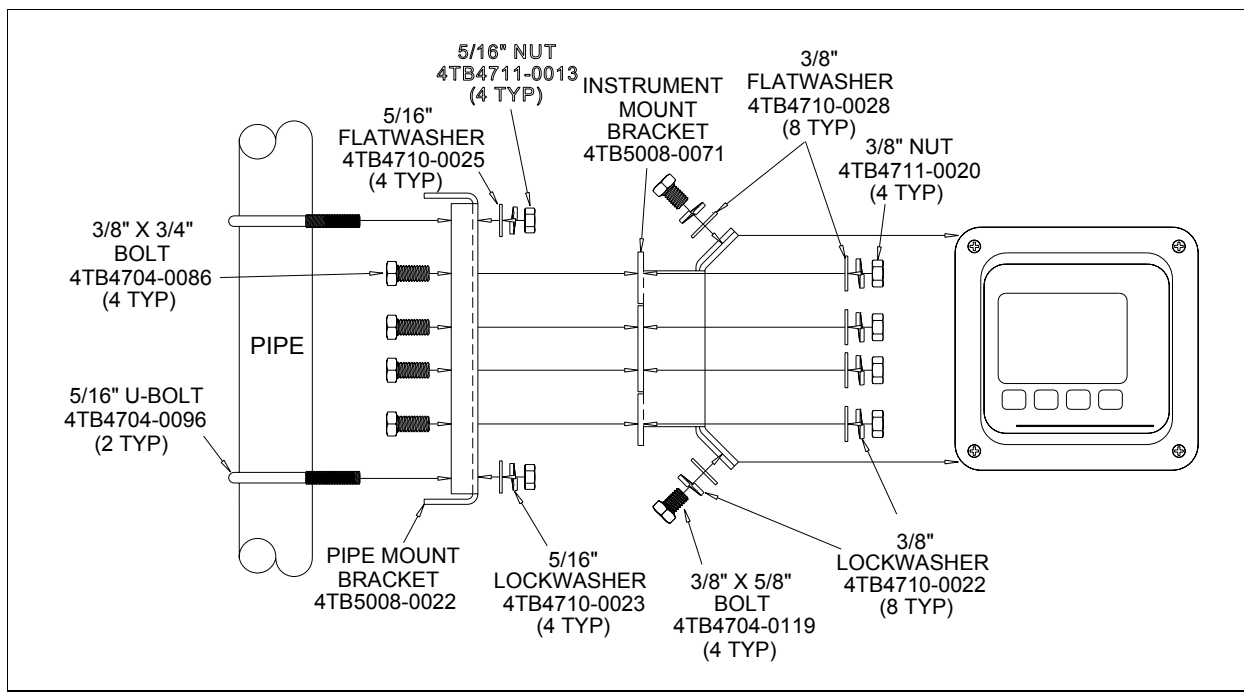 5/16" NUT
4TB4711-0013
(4 TYP)
5/16"
FLATWASHER
4TB4710-0025
(4 TYP)
INSTRUMENT
MOUNT
BRACKET
4TB5008-0071
3/8"
FLATWASHER
4TB4710-0028
(8 TYP)
3/8" NUT
4TB4711-0020
(4 TYP)
3/8" X 3/4"
BOLT
4TB4704-0086
(4 TYP)
PIPE
5/16" U-BOLT
4TB4704-0096
(2 TYP)
PIPE MOUNT
BRACKET
4TB5008-0022
5/16"
LOCKWASHER
4TB4710-0023
(4 TYP)
3/8" X 5/8"
BOLT
4TB4704-0119
(4 TYP)
3/8"
LOCKWASHER
4TB4710-0022
(8 TYP)